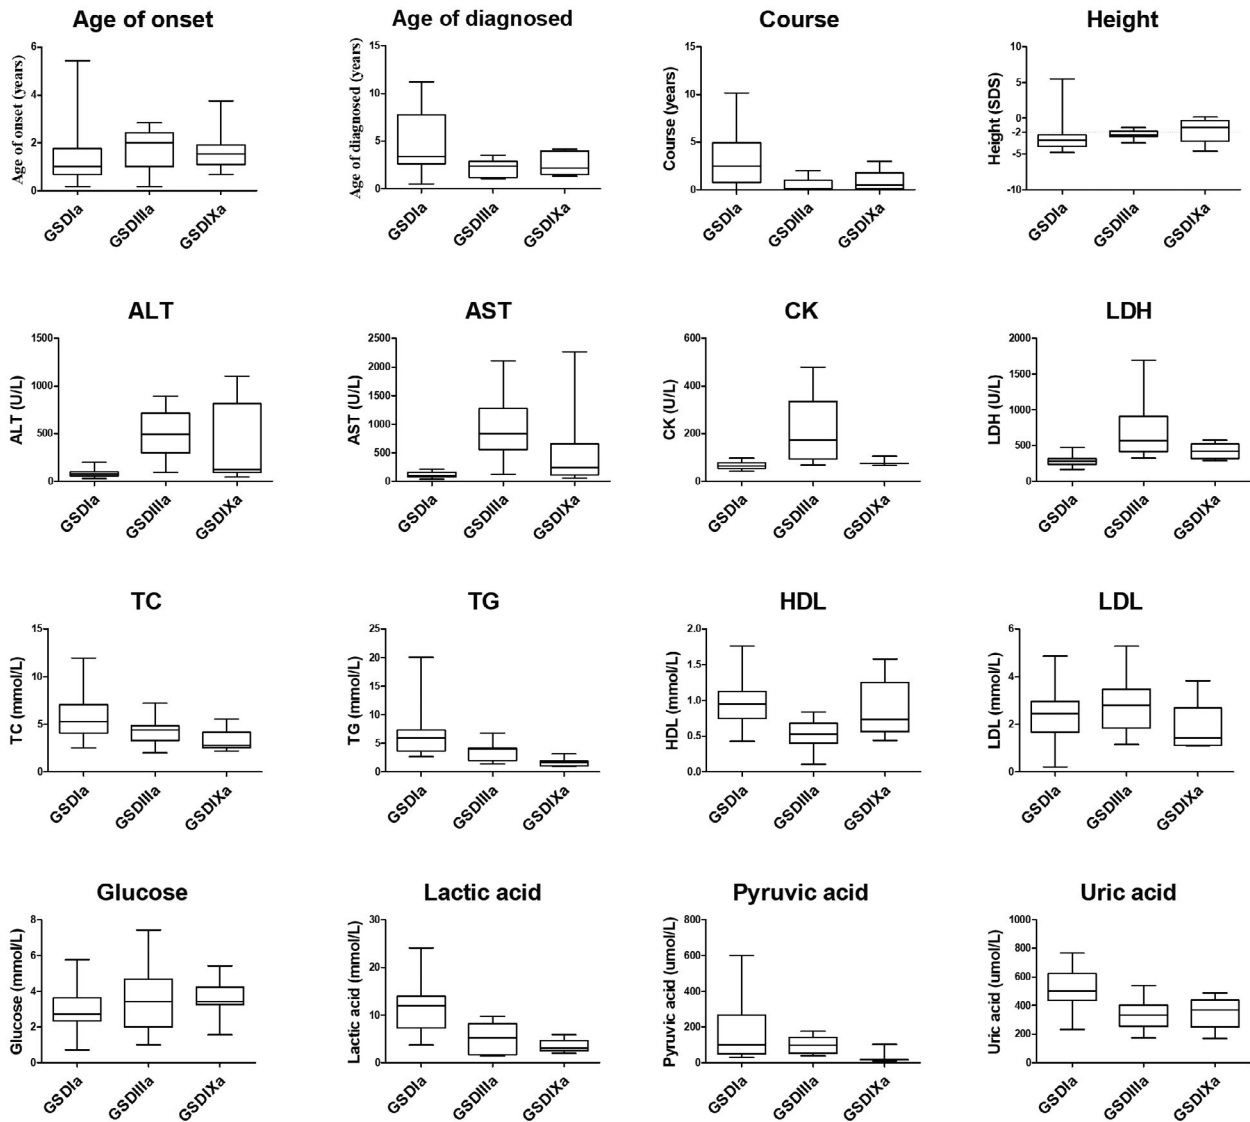 Age of onset
Age of onset (years)
6
4
2
0
GSDIa
GSDIIIa
GSDIXa
Age of diagnosed
Age of diagnosed (years)
15
10
5
0
GSDIa
GSDIIIa
GSDIXa
Course
Course (years)
15
10
5
0
GSDIa
GSDIIIa
GSDIXa
Height
Height (SDS)
10
5
0
-2
-5
-10
GSDIa
GSDIIIa
GSDIXa
ALT
ALT (U/L)
1500
1000
500
0
GSDIa
GSDIIIa
GSDIXa
AST
AST (U/L)
2500
2000
1500
1000
500
0
GSDIa
GSDIIIa
GSDIXa
CK
CK (U/L)
600
400
200
0
GSDIa
GSDIIIa
GSDIXa
LDH
LDH (U/L)
2000
1500
1000
500
0
GSDIa
GSDIIIa
GSDIXa
TC
TC (mmol/L)
15
10
5
0
GSDIa
GSDIIIa
GSDIXa
TG
TG (mmol/L)
25
20
15
10
5
0
GSDIa
GSDIIIa
GSDIXa
HDL
HDL (mmol/L)
2.0
1.5
1.0
0.5
0.0
GSDIa
GSDIIIa
GSDIXa
LDL
LDL (mmol/L)
6
4
2
0
GSDIa
GSDIIIa
GSDIXa
Glucose
Glucose (mmol/L)
8
6
4
2
0
GSDIa
GSDIIIa
GSDIXa
Lactic acid
Lactic acid (mmol/L)
30
20
10
0
GSDIa
GSDIIIa
GSDIXa
Pyruvic acid
Pyruvic acid (umol/L)
800
600
400
200
0
GSDIa
GSDIIIa
GSDIXa
Uric acid
Uric acid (umol/L)
1000
800
600
400
200
0
GSDIa
GSDIIIa
GSDIXa